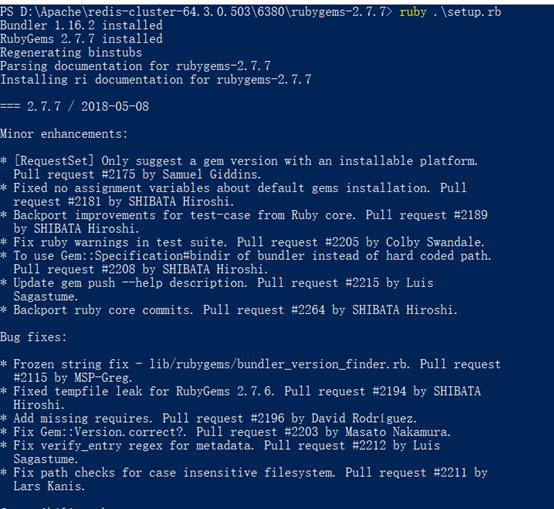 PS D:\Apache\redis-cluster-64.3.0.503\6380\rubygems-2.7.7> ruby .\setup.rb
Bundler 1.16.2 installed
RubyGems 2.7.7 installed
Regenerating binstubs
Parsing documentation for rubygems-2.7.7
Installing ri documentation for rubygems-2.7.7
=== 2.7.7 / 2018-05-08
Minor enhancements:
* [RequestSet] Only suggest a gem version with an installable platform.
Pull request #2175 by Samuel Giddins.
* Fixed no assignment variables about default gems installation. Pull
request #2181 by SHIBATA Hiroshi.
* Backport improvements for test-case from Ruby core. Pull request #2189
by SHIBATA Hiroshi.
* Fix ruby warnings in test suite. Pull request #2205 by Colby Swandale.
* To use Gem::Specification#bindir of bundler instead of hard coded path.
Pull request #2208 by SHIBATA Hiroshi.
* Update gem push --help description. Pull request #2215 by Luis
Sagastume.
* Backport ruby core commits. Pull request #2264 by SHIBATA Hiroshi.
Bug fixes:
* Frozen string fix - lib/rubygems/bundler_version_finder.rb. Pull request
#2115 by MSP-Greg.
* Fixed tempfile leak for RubyGems 2.7.6. Pull request #2194 by SHIBATA
Hiroshi.
* Add missing requires. Pull request #2196 by David Rodríguez.
* Fix Gem::Version.correct?. Pull request #2203 by Masato Nakamura.
* Fix verify_entry regex for metadata. Pull request #2212 by Luis
Sagastume.
* Fix path checks for case insensitive filesystem. Pull request #2211 by
Lars Kanis.